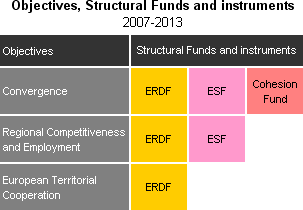 Objectives, Structural Funds and instruments
2007-2013
Objectives
Structural Funds and instruments
Convergence
ERDF
ESF
Cohesion
Fund
Regional Competitiveness
and Employment
ERDF
ESF
European Territorial
Cooperation
ERDF